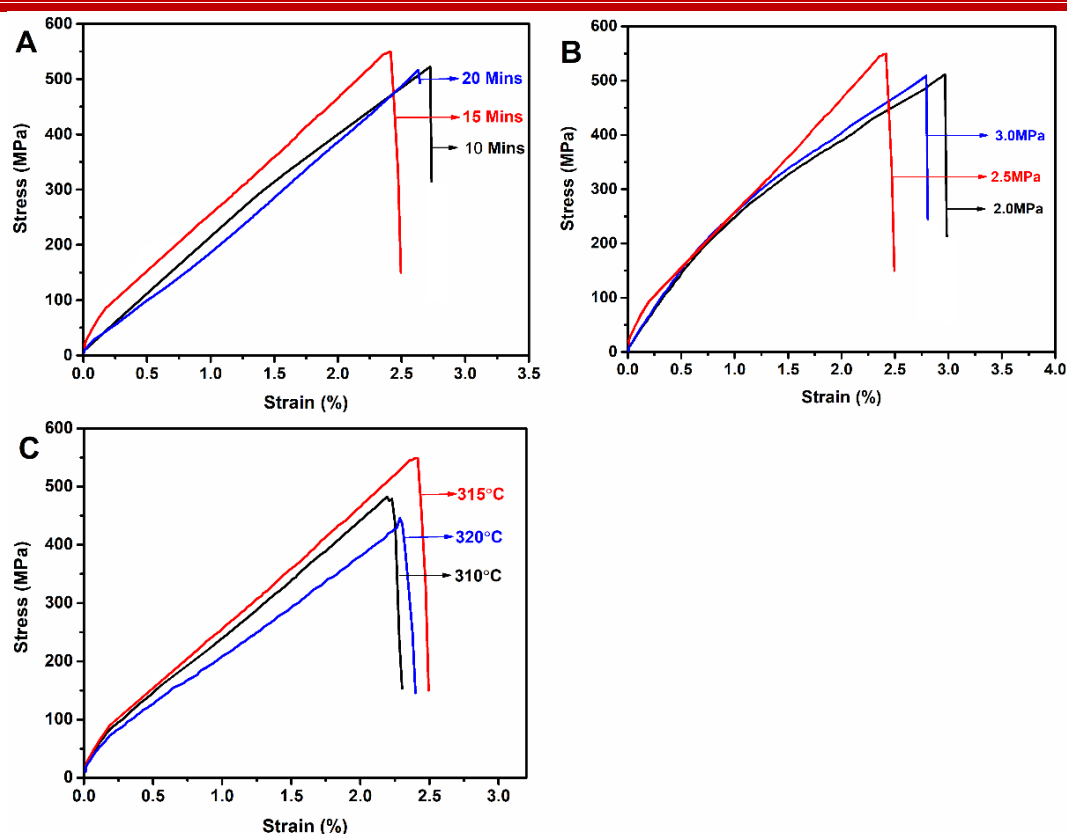 A
600
500
400
300
200
100
0
Stress (MPa)
20 Mins
15 Mins
10 Mins
0.0 0.5 1.0 1.5 2.0 2.5 3.0 3.5
Strain (%)
B
600
500
400
300
200
100
0
Stress (MPa)
3.0MPa
2.5MPa
2.0MPa
0.0 0.5 1.0 1.5 2.0 2.5 3.0 3.5 4.0
Strain (%)
C
600
500
400
300
200
100
0
Stress (MPa)
315°C
320°C
310°C
0.0 0.5 1.0 1.5 2.0 2.5 3.0
Strain (%)